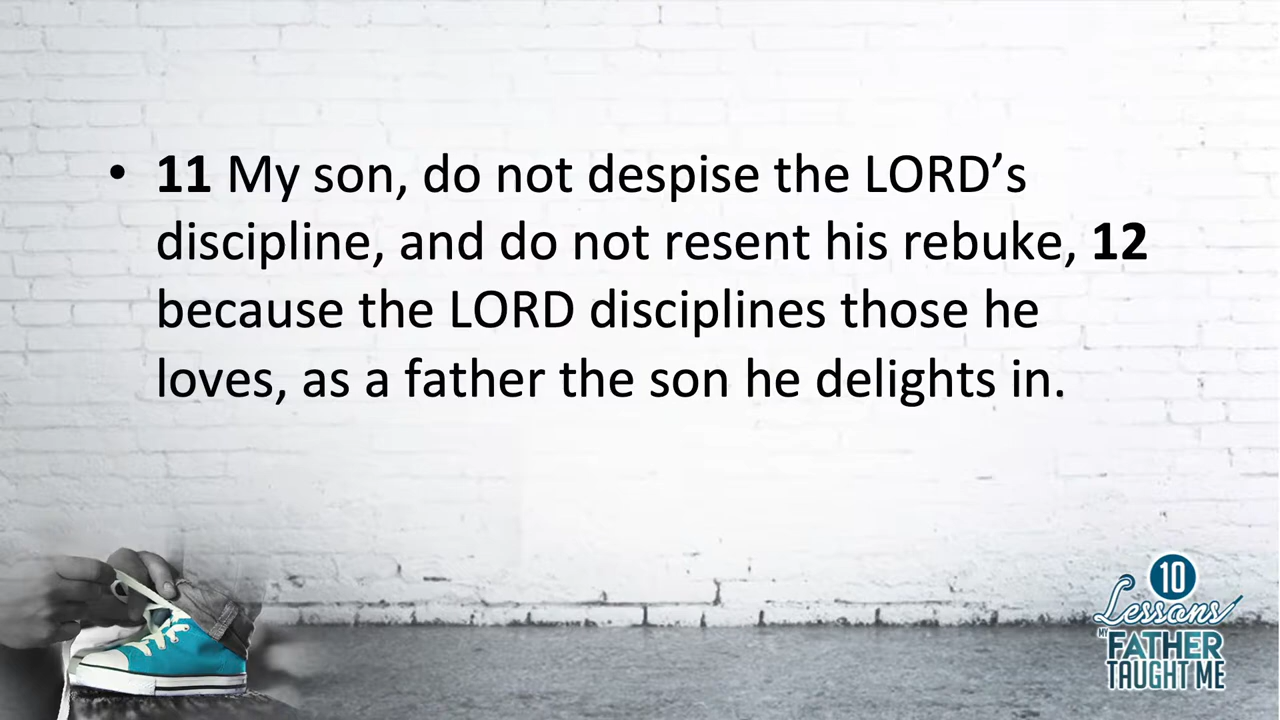 • 11 My son, do not despise the LORD’s
discipline, and do not resent his rebuke, 12
because the LORD disciplines those he
loves, as a father the son he delights in.
10
Lessons
MY
FATHER
TAUGHT ME